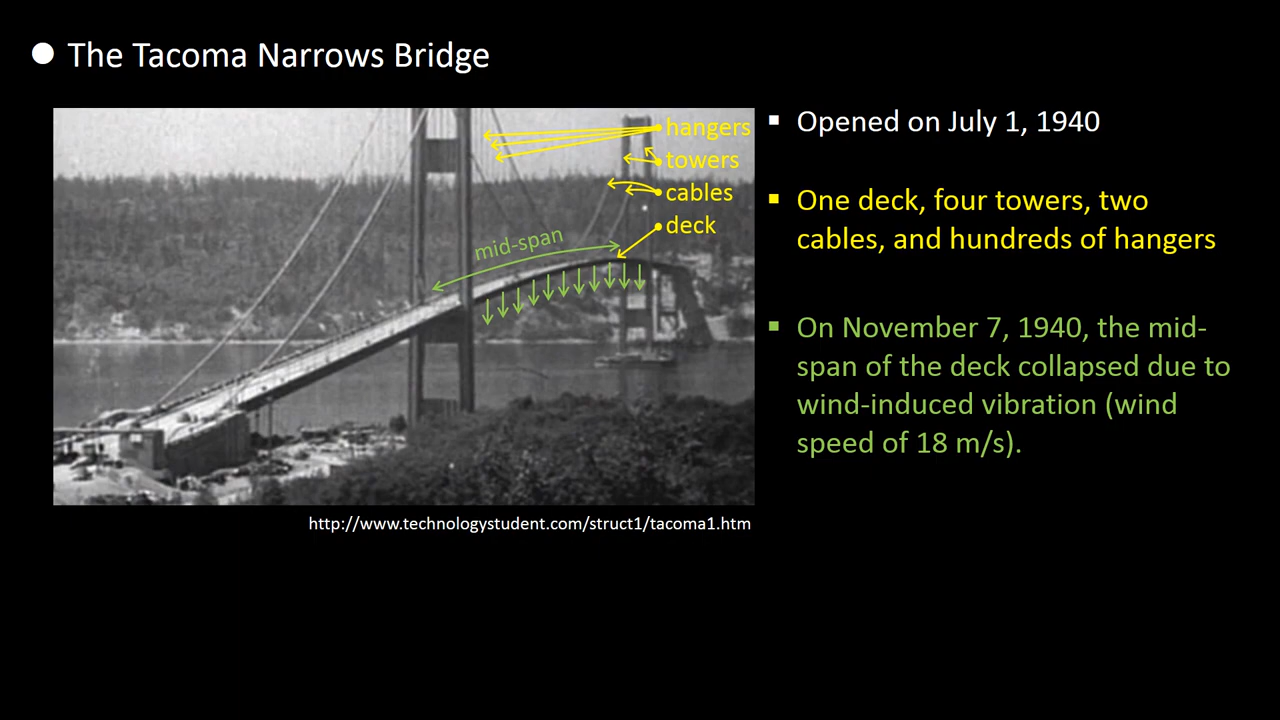 The Tacoma Narrows Bridge
hangers
towers
cables
deck
mid-span
http://www.technologystudent.com/struct1/tacoma1.htm
Opened on July 1, 1940
One deck, four towers, two
cables, and hundreds of hangers
On November 7, 1940, the mid-
span of the deck collapsed due to
wind-induced vibration (wind
speed of 18 m/s).